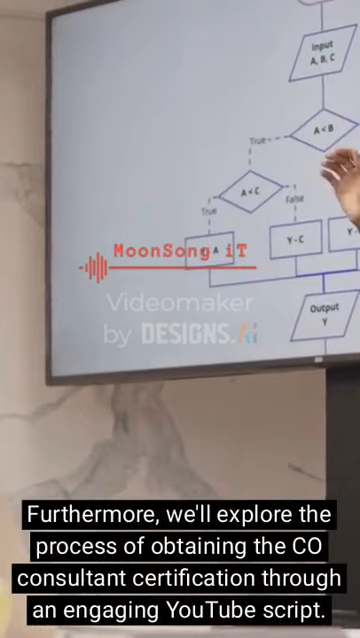 Input
A, B, C
A<B
True
A<C
True
False
A
Y-C
Y
Output
Y
MoonSong iT
Videomaker
by DESIGNS.Ai
Furthermore, we'll explore the
process of obtaining the CO
consultant certification through
an engaging YouTube script.